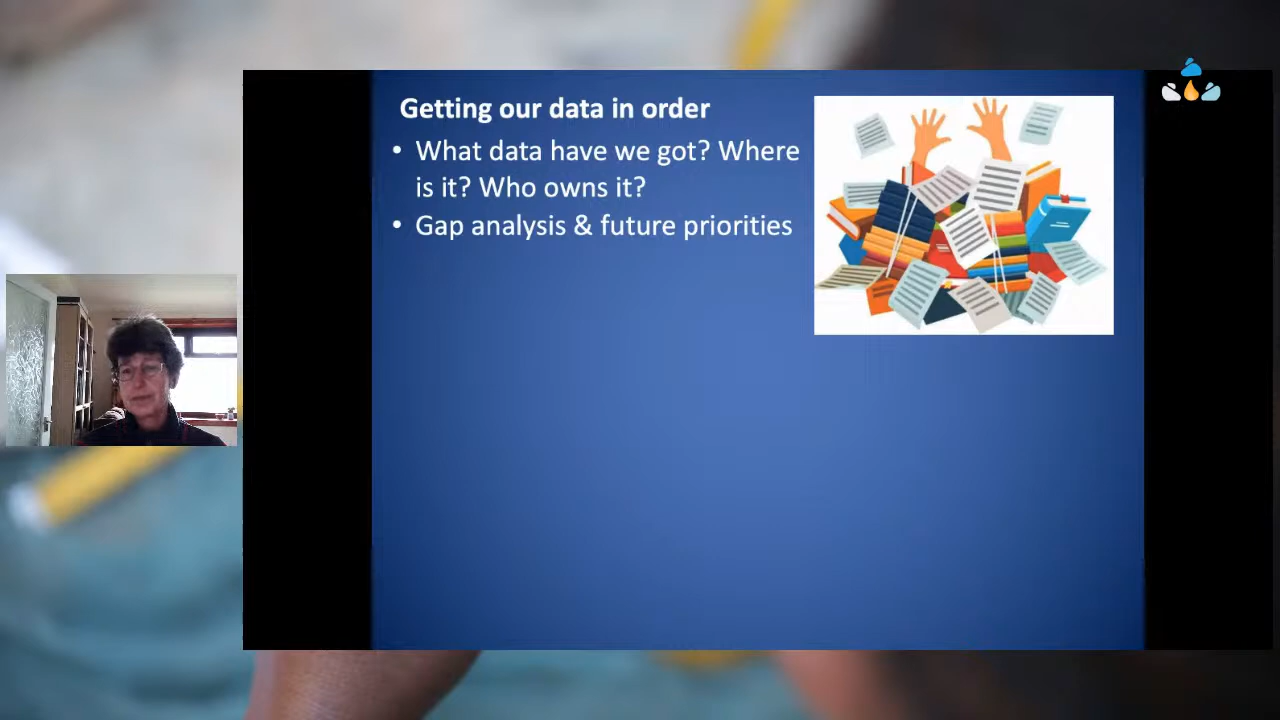 Getting our data in order
• What data have we got? Where
is it? Who owns it?
• Gap analysis & future priorities